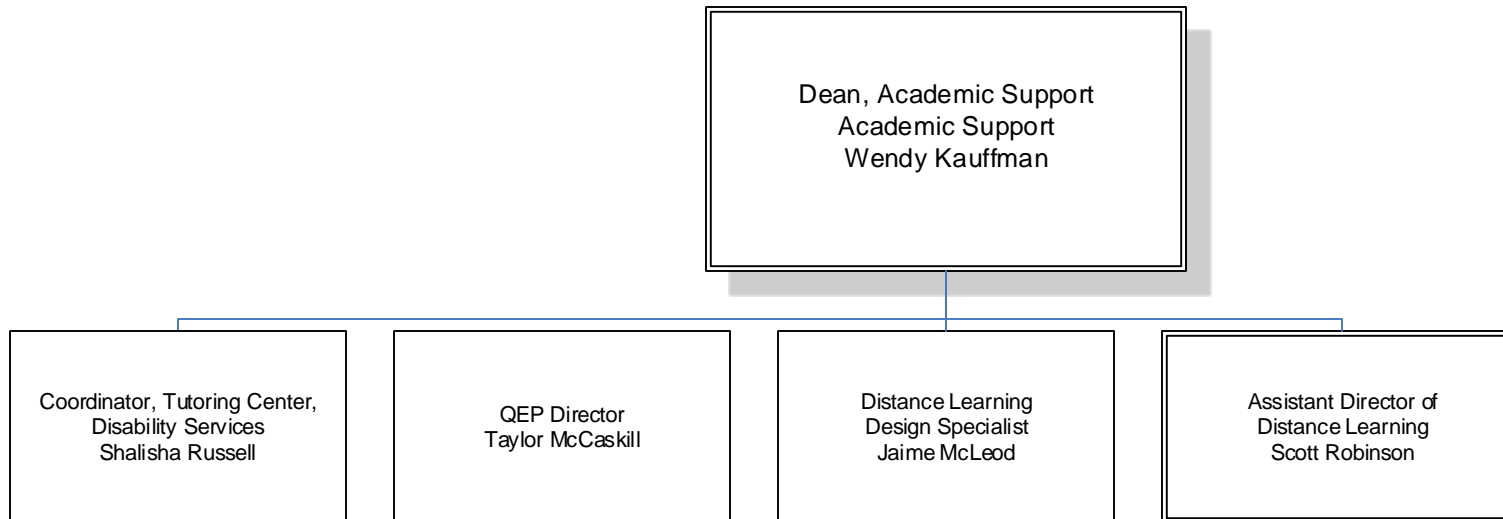 Dean, Academic Support
Academic Support
Wendy Kauffman
Coordinator, Tutoring Center,
Disability Services
Shalisha Russell
QEP Director
Taylor McCaskill
Distance Learning
Design Specialist
Jaime McLeod
Assistant Director of
Distance Learning
Scott Robinson